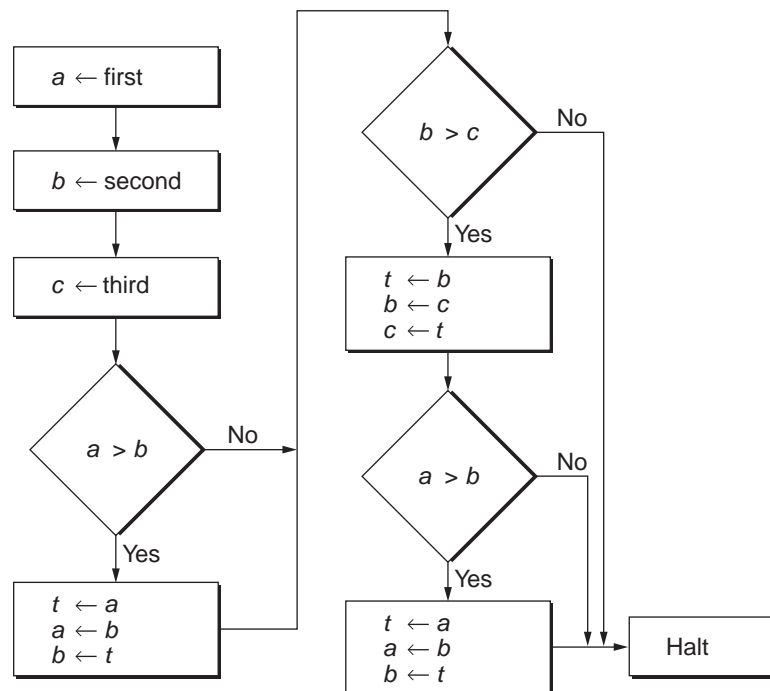 a ← first
b ← second
c ← third
a > b
No
Yes
t ← a
a ← b
b ← t
b > c
No
Yes
t ← b
b ← c
c ← t
a > b
No
Yes
t ← a
a ← b
b ← t
Halt